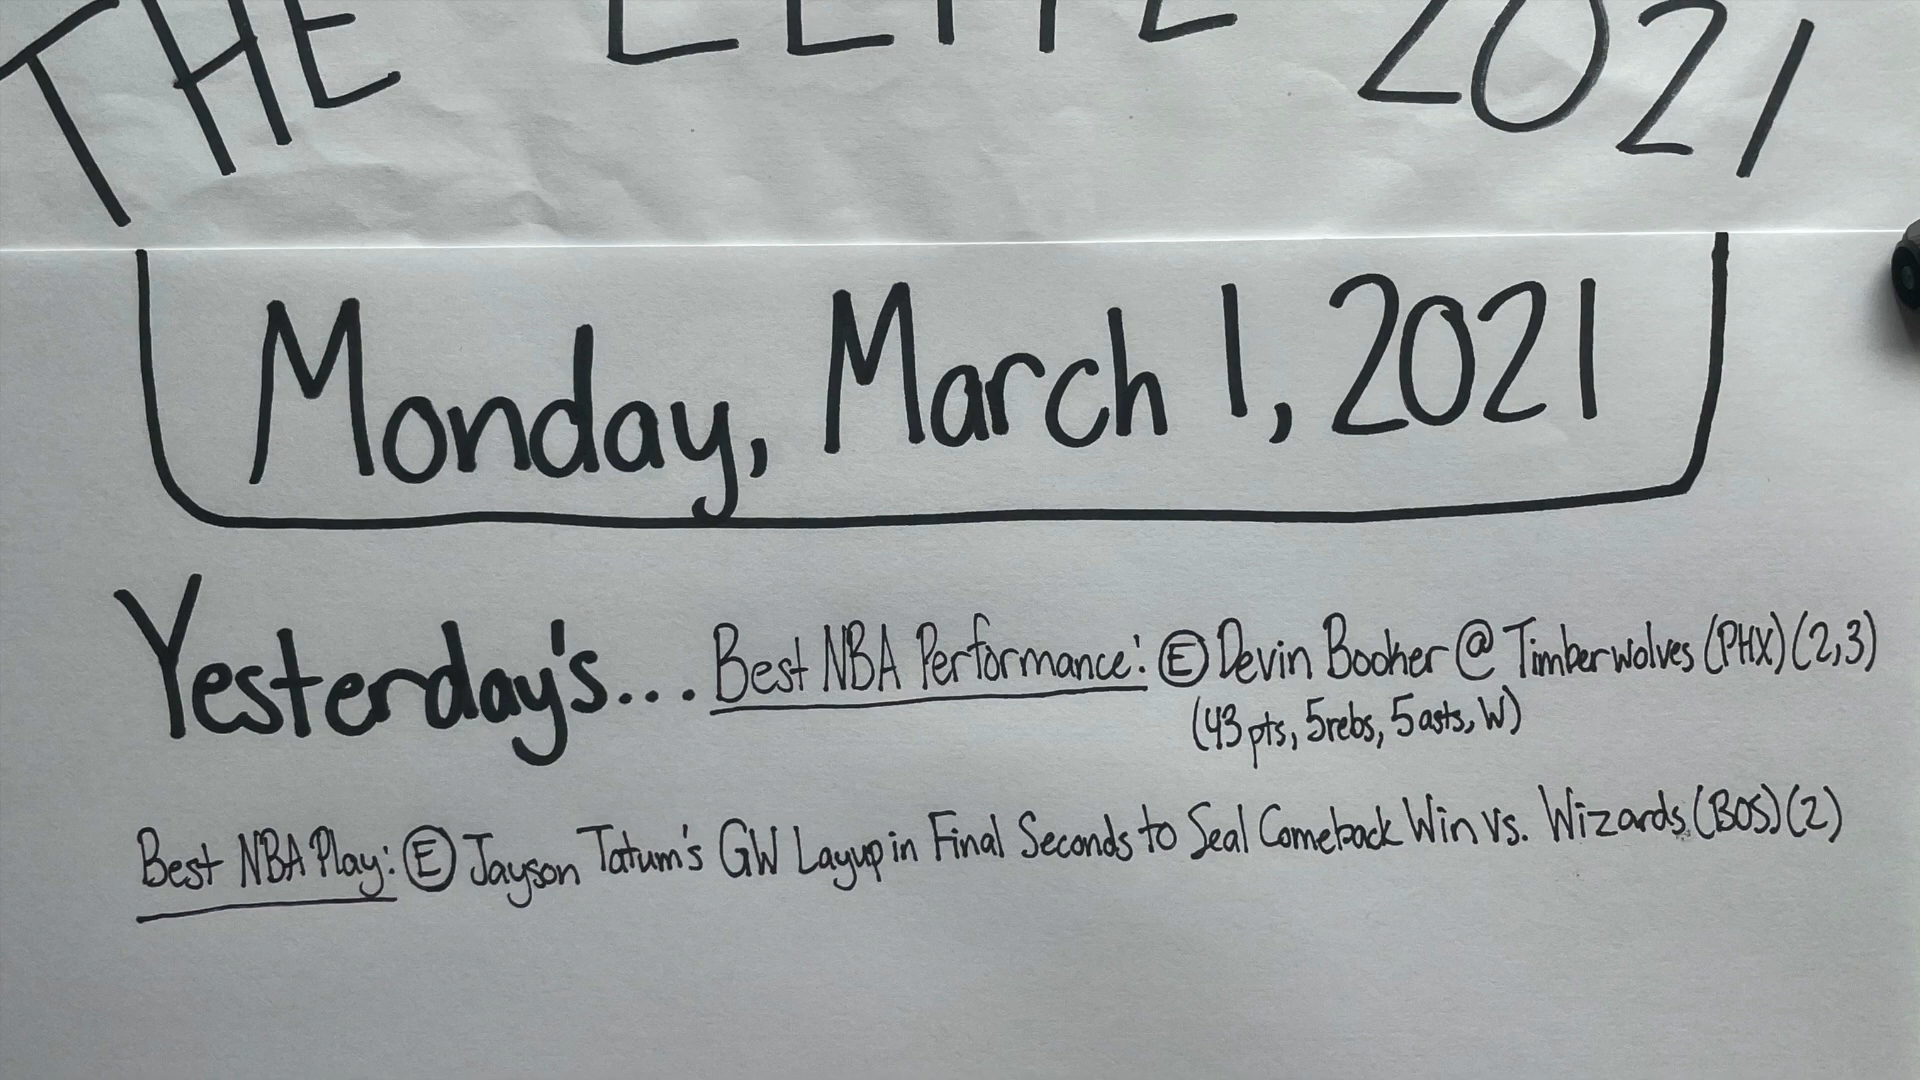 THE ELITE 2021
Monday, March 1, 2021
Yesterday's... Best NBA Performance: Ⓔ Devin Booker @ Timberwolves (PHX) (2,3)
(43 pts, 5 rebs, 5 asts, W)
Best NBA Play: Ⓔ Jayson Tatum's GW Layup in Final Seconds to Seal Comeback Win vs. Wizards (BOS) (2)